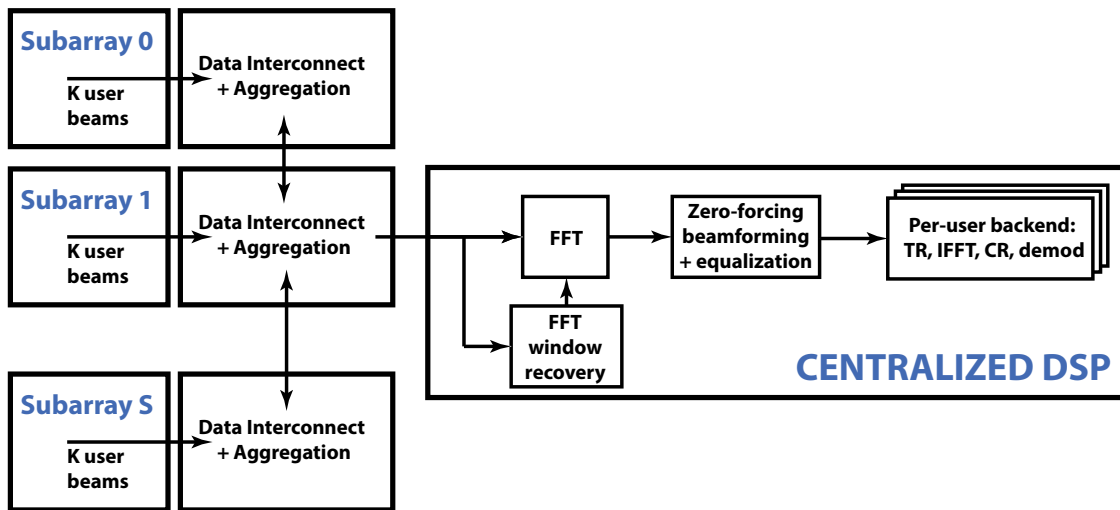 Subarray 0
K user
beams
Data Interconnect
+ Aggregation
Subarray 1
K user
beams
Data Interconnect
+ Aggregation
FFT
Zero-forcing
beamforming
+ equalization
Per-user backend:
TR, IFFT, CR, demod
FFT
window
recovery
CENTRALIZED DSP
Subarray S
K user
beams
Data Interconnect
+ Aggregation